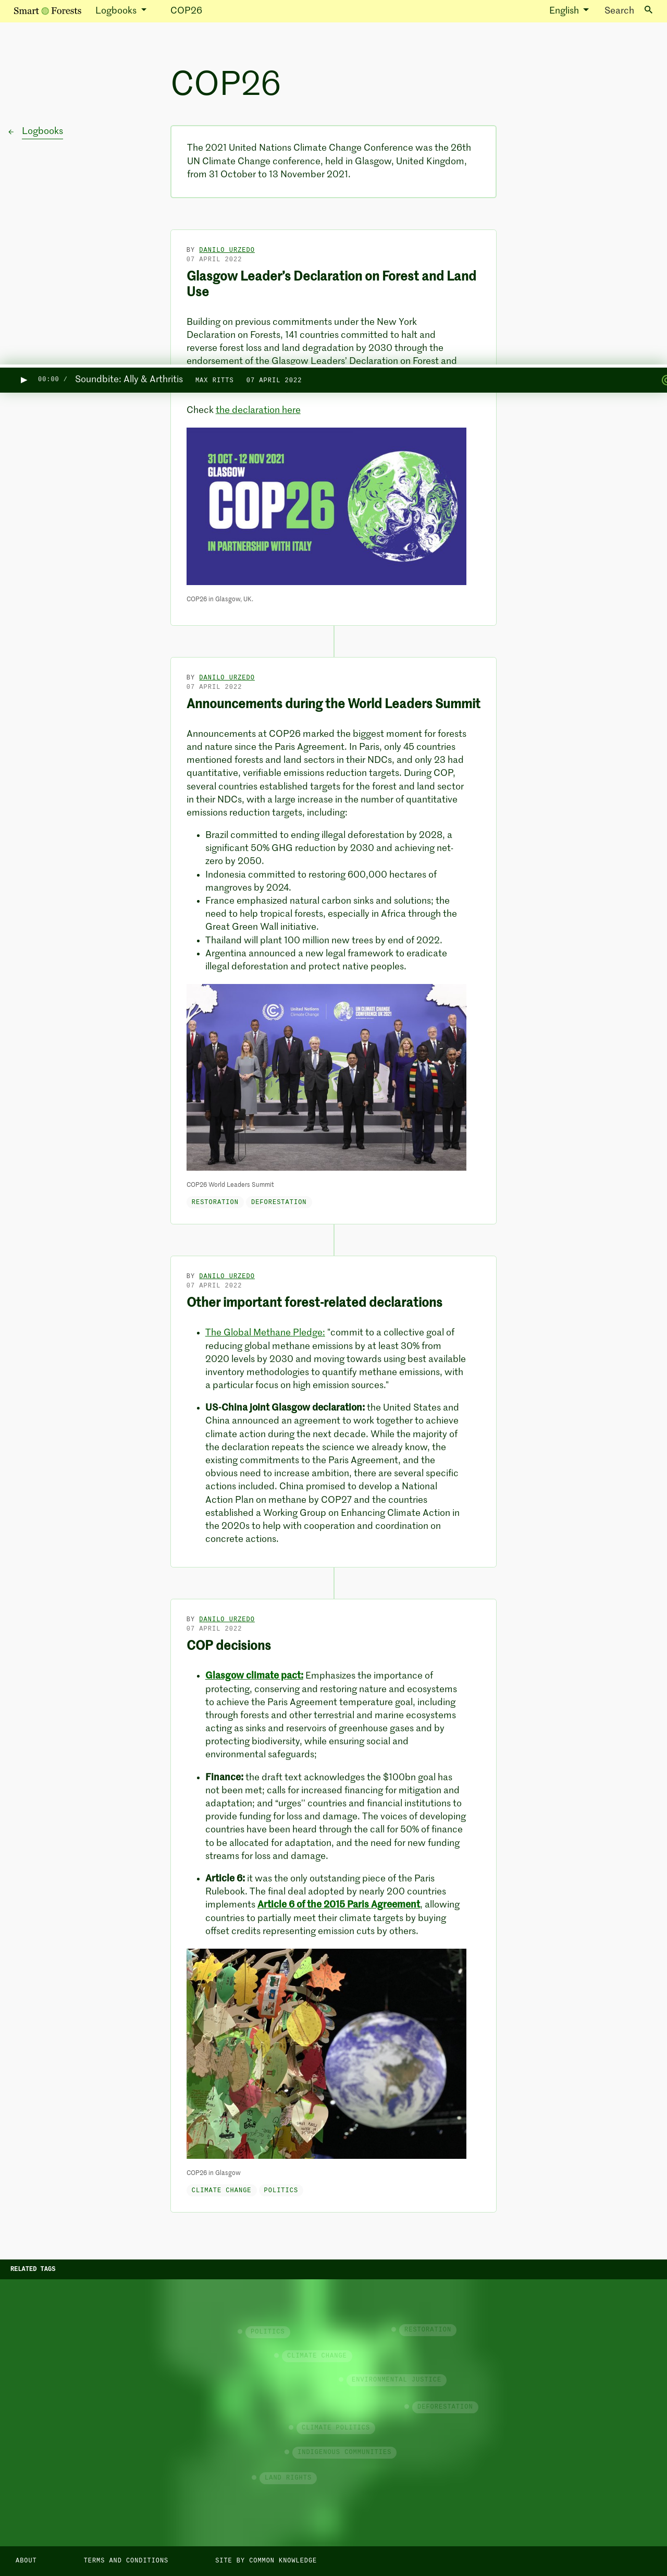 Smart Forests Logbooks COP26 English Search
COP26
← Logbooks
The 2021 United Nations Climate Change Conference was the 26th
UN Climate Change conference, held in Glasgow, United Kingdom,
from 31 October to 13 November 2021.
BY DANILO URZEDO
07 APRIL 2022
Glasgow Leader's Declaration on Forest and Land
Use
Building on previous commitments under the New York
Declaration on Forests, 141 countries committed to halt and
reverse forest loss and land degradation by 2030 through the
endorsement of the Glasgow Leaders' Declaration on Forest and
00:00 / Soundbite: Ally & Arthritis MAX RITTS 07 APRIL 2022
Check the declaration here
31 OCT - 12 NOV 2021
GLASGOW
COP26
IN PARTNERSHIP WITH ITALY
COP26 in Glasgow, UK.
BY DANILO URZEDO
07 APRIL 2022
Announcements during the World Leaders Summit
Announcements at COP26 marked the biggest moment for forests
and nature since the Paris Agreement. In Paris, only 45 countries
mentioned forests and land sectors in their NDCs, and only 23 had
quantitative, verifiable emissions reduction targets. During COP,
several countries established targets for the forest and land sector
in their NDCs, with a large increase in the number of quantitative
emissions reduction targets, including:
• Brazil committed to ending illegal deforestation by 2028, a
significant 50% GHG reduction by 2030 and achieving net-
zero by 2050.
• Indonesia committed to restoring 600,000 hectares of
mangroves by 2024.
• France emphasized natural carbon sinks and solutions; the
need to help tropical forests, especially in Africa through the
Great Green Wall initiative.
• Thailand will plant 100 million new trees by end of 2022.
• Argentina announced a new legal framework to eradicate
illegal deforestation and protect native peoples.
United Nations
Climate Change
UN CLIMATE CHANGE
CONFERENCE UK 2021
COP26 World Leaders Summit
RESTORATION DEFORESTATION
BY DANILO URZEDO
07 APRIL 2022
Other important forest-related declarations
• The Global Methane Pledge: "commit to a collective goal of
reducing global methane emissions by at least 30% from
2020 levels by 2030 and moving towards using best available
inventory methodologies to quantify methane emissions, with
a particular focus on high emission sources."
• US-China joint Glasgow declaration: the United States and
China announced an agreement to work together to achieve
climate action during the next decade. While the majority of
the declaration repeats the science we already know, the
existing commitments to the Paris Agreement, and the
obvious need to increase ambition, there are several specific
actions included. China promised to develop a National
Action Plan on methane by COP27 and the countries
established a Working Group on Enhancing Climate Action in
the 2020s to help with cooperation and coordination on
concrete actions.
BY DANILO URZEDO
07 APRIL 2022
COP decisions
• Glasgow climate pact: Emphasizes the importance of
protecting, conserving and restoring nature and ecosystems
to achieve the Paris Agreement temperature goal, including
through forests and other terrestrial and marine ecosystems
acting as sinks and reservoirs of greenhouse gases and by
protecting biodiversity, while ensuring social and
environmental safeguards;
• Finance: the draft text acknowledges the $100bn goal has
not been met; calls for increased financing for mitigation and
adaptation; and “urges” countries and financial institutions to
provide funding for loss and damage. The voices of developing
countries have been heard through the call for 50% of finance
to be allocated for adaptation, and the need for new funding
streams for loss and damage.
• Article 6: it was the only outstanding piece of the Paris
Rulebook. The final deal adopted by nearly 200 countries
implements Article 6 of the 2015 Paris Agreement, allowing
countries to partially meet their climate targets by buying
offset credits representing emission cuts by others.
COP26 in Glasgow
CLIMATE CHANGE POLITICS
RELATED TAGS
POLITICS
RESTORATION
CLIMATE CHANGE
ENVIRONMENTAL JUSTICE
DEFORESTATION
CLIMATE POLITICS
INDIGENOUS COMMUNITIES
LAND RIGHTS
ABOUT TERMS AND CONDITIONS SITE BY COMMON KNOWLEDGE